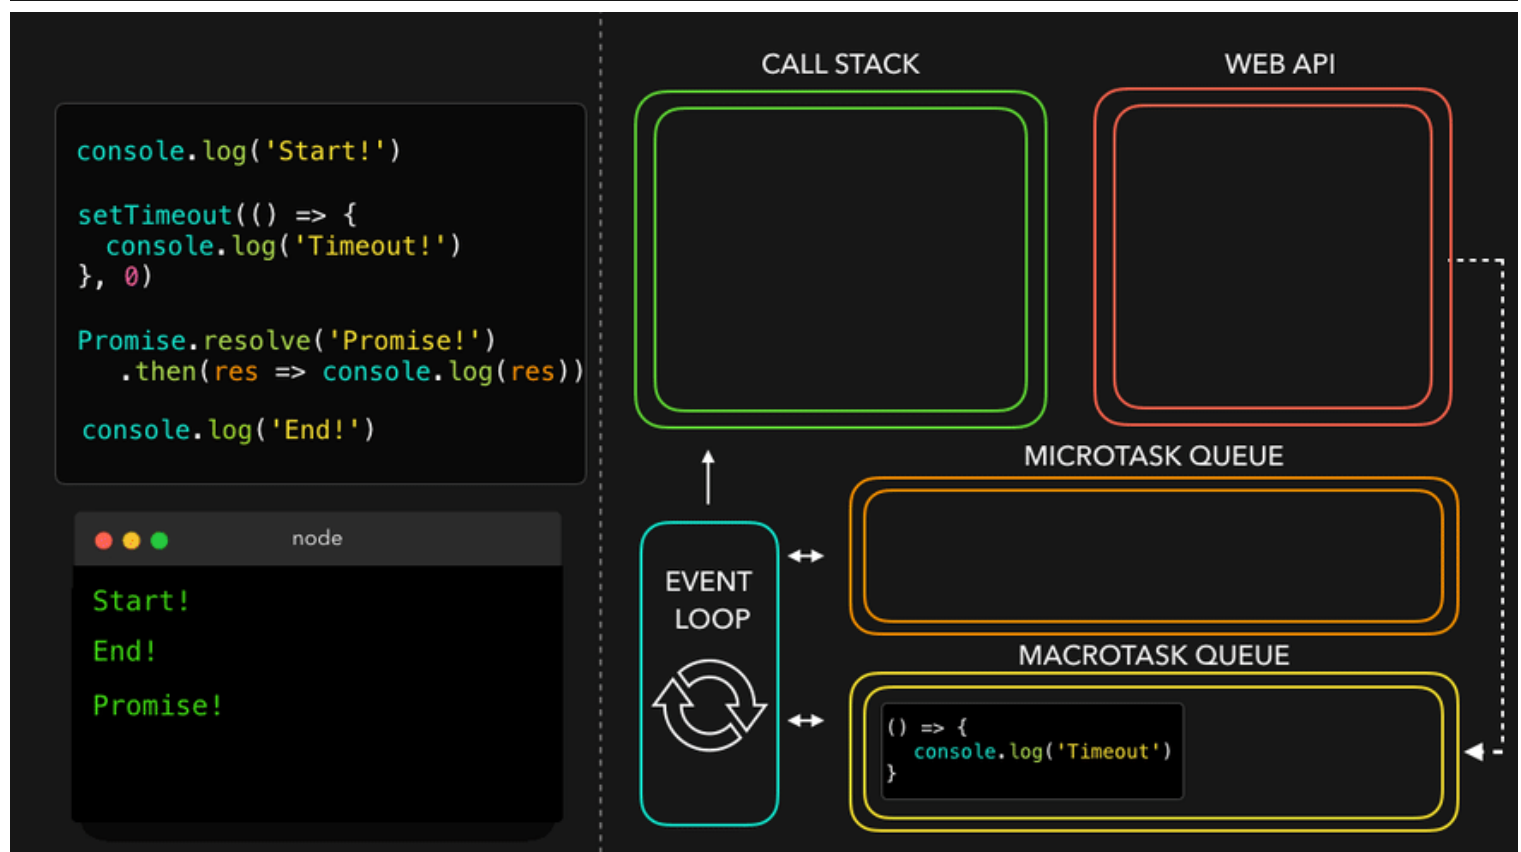 console.log('Start!')
setTimeout(() => {
  console.log('Timeout!')
}, 0)
Promise.resolve('Promise!')
   .then(res => console.log(res))
console.log('End!')
node
Start!
End!
Promise!
CALL STACK
WEB API
MICROTASK QUEUE
EVENT
LOOP
MACROTASK QUEUE
() => {
  console.log('Timeout')
}